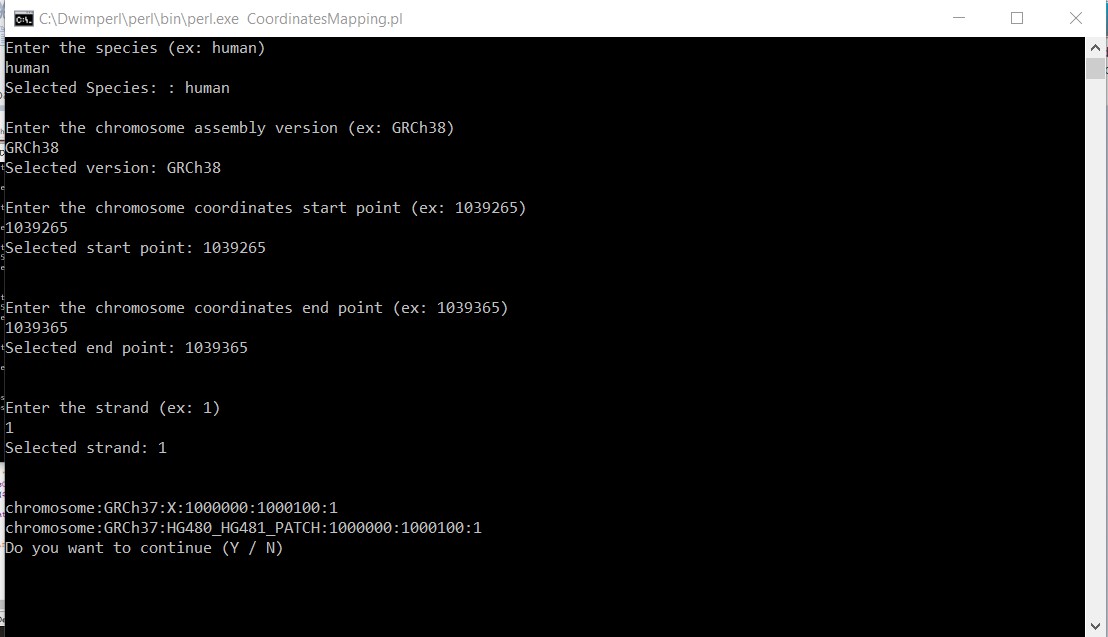 C:\Dwimperl\perl\bin\perl.exe  CoordinatesMapping.pl
Enter the species (ex: human)
human
Selected Species: : human
Enter the chromosome assembly version (ex: GRCh38)
GRCh38
Selected version: GRCh38
Enter the chromosome coordinates start point (ex: 1039265)
1039265
Selected start point: 1039265
Enter the chromosome coordinates end point (ex: 1039365)
1039365
Selected end point: 1039365
Enter the strand (ex: 1)
1
Selected strand: 1
chromosome:GRCh37:X:1000000:1000100:1
chromosome:GRCh37:HG480_HG481_PATCH:1000000:1000100:1
Do you want to continue (Y / N)